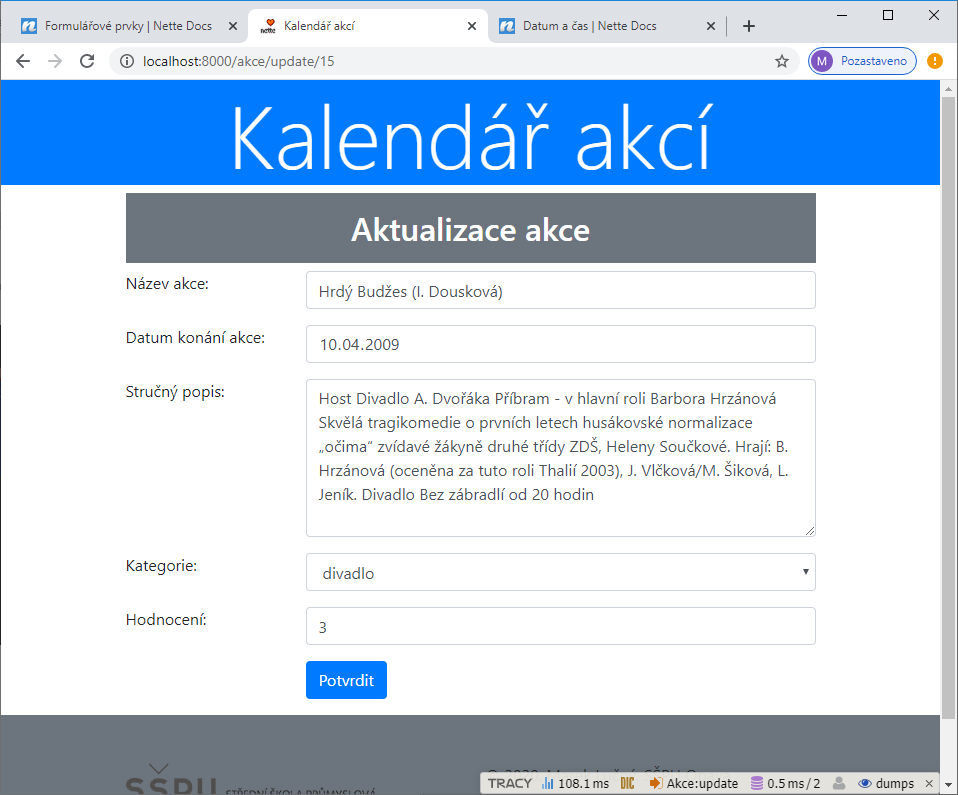 Formulářové prvky | Nette Docs
Kalendář akcí
Datum a čas | Nette Docs
nette
localhost:8000/akce/update/15
M Pozastaveno
Kalendář akcí
Aktualizace akce
Název akce:
Hrdý Budžes (I. Dousková)
Datum konání akce:
10.04.2009
Stručný popis:
Host Divadlo A. Dvořáka Příbram - v hlavní roli Barbora Hrzánová
Skvělá tragikomedie o prvních letech husákovské normalizace
„očima“ zvídavé žákyně druhé třídy ZDŠ, Heleny Součkové. Hrají: B.
Hrzánová (oceněna za tuto roli Thalií 2003), J. Vlčková/M. Šiková, L.
Jeník. Divadlo Bez zábradlí od 20 hodin
Kategorie:
divadlo
Hodnocení:
3
Potvrdit
STŘEDNÍ ŠKOLA PRŮMYSLOVÁ
TRACY 108.1 ms DIC Akce:update 0.5 ms / 2 dumps